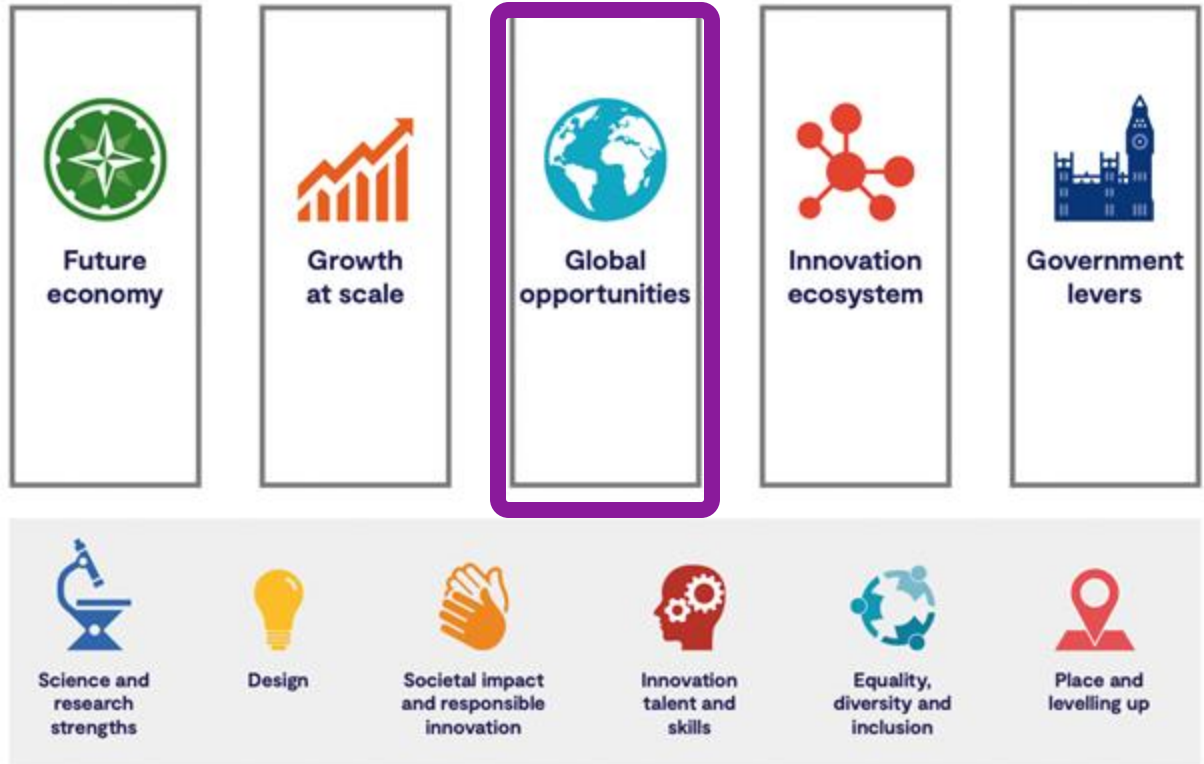 Future
economy
Growth
at scale
Global
opportunities
Innovation
ecosystem
Government
levers
Science and
research
strengths
Design
Societal impact
and responsible
innovation
Innovation
talent and
skills
Equality,
diversity and
inclusion
Place and
levelling up